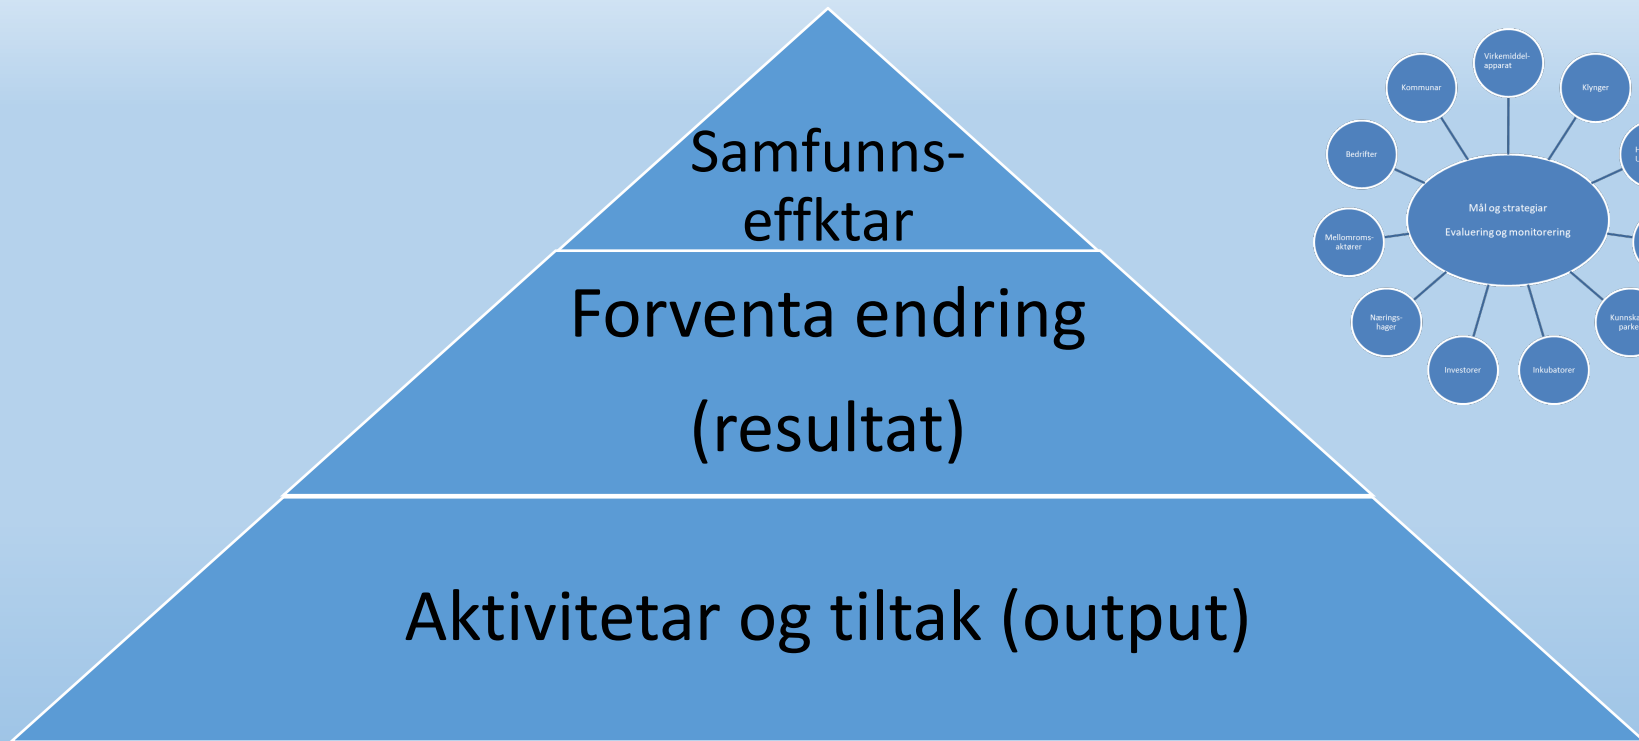 Samfunns-
effktar
Forventa endring
(resultat)
Aktivitetar og tiltak (output)
Virkemiddel-
apparat
Kommunar
Klynger
Bedrifter
Mål og strategiar
Evaluering og monitorering
Mellomroms-
aktører
Nærings-
hager
Investorer
Inkubatorer